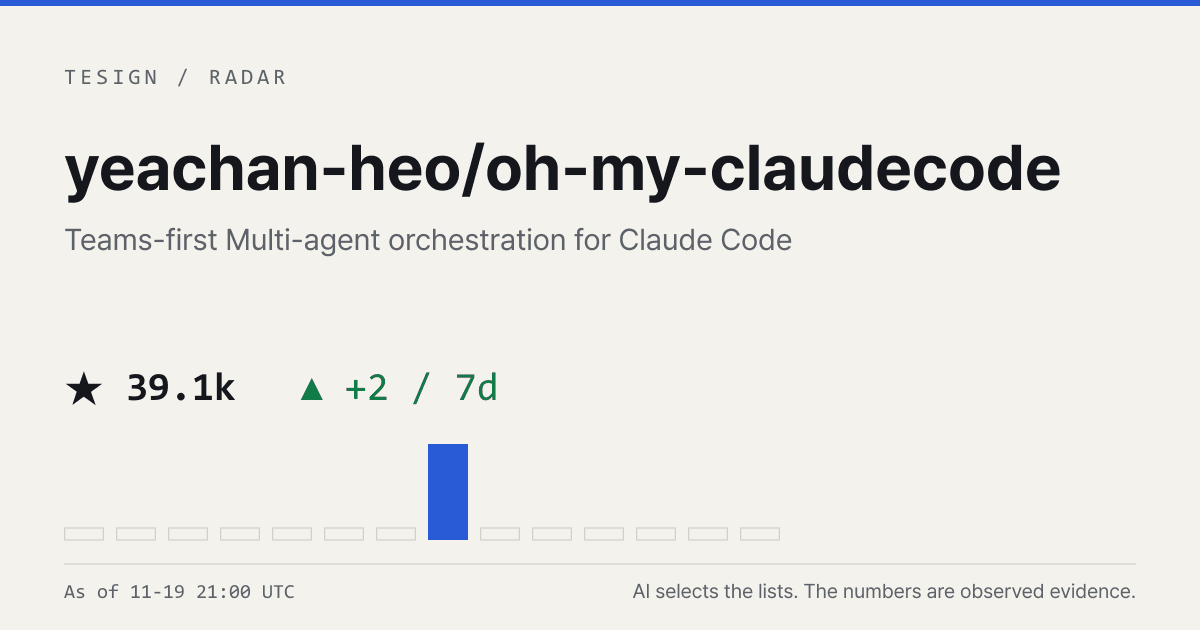 TESIGN / RADAR
yeachan-heo/oh-my-claudecode
Teams-first Multi-agent orchestration for Claude Code
★ 39.1k ▲ +2 / 7d
As of 11-19 21:00 UTC
AI selects the lists. The numbers are observed evidence.